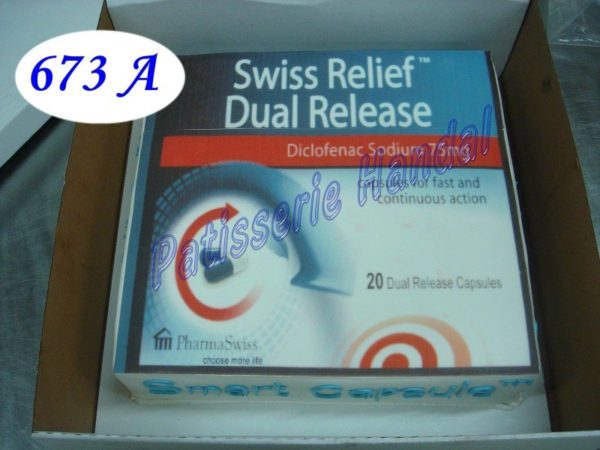 673 A
Swiss Relief™
Dual Release
Diclofenac Sodium 75mg
capsules for fast and
continuous action
Patisserie Handal
20 Dual Release Capsules
PharmaSwiss
choose more life
Smart Capsule™